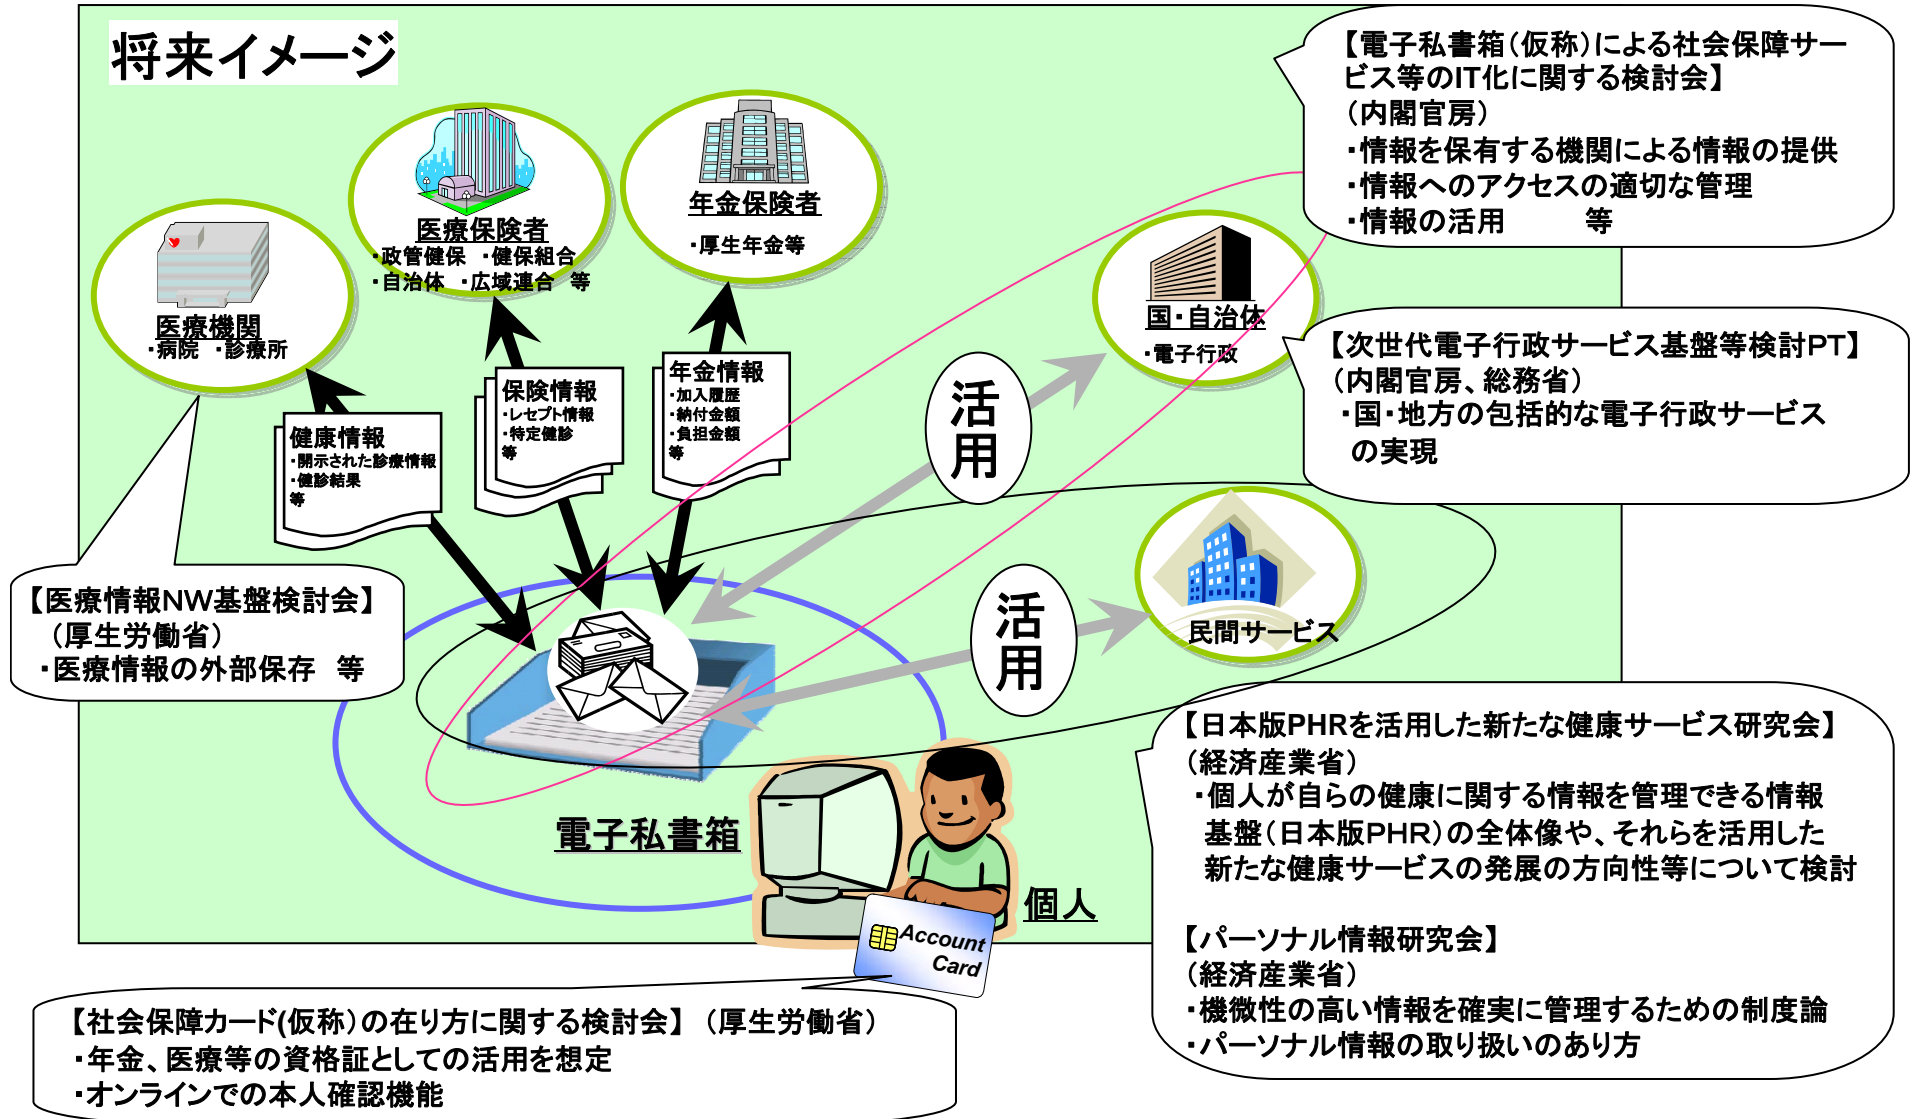 将来イメージ
【電子私書箱（仮称）による社会保障サー
ビス等のIT化に関する検討会】
（内閣官房）
・情報を保有する機関による情報の提供
・情報へのアクセスの適切な管理
・情報の活用　　　等
年金保険者
・厚生年金等
医療保険者
・政管健保　・健保組合
・自治体　・広域連合　等
医療機関
・病院　・診療所
国・自治体
・電子行政
【次世代電子行政サービス基盤等検討PT】
（内閣官房、総務省）
・国・地方の包括的な電子行政サービス
の実現
年金情報
・加入履歴
・納付金額
・負担金額
等
保険情報
・レセプト情報
・特定健診
等
健康情報
・開示された診療情報
・健診結果
等
活用
活用
民間サービス
【医療情報NW基盤検討会】
（厚生労働省）
・医療情報の外部保存　等
電子私書箱
個人
Account
Card
【日本版PHRを活用した新たな健康サービス研究会】
（経済産業省）
・個人が自らの健康に関する情報を管理できる情報
基盤（日本版PHR）の全体像や、それらを活用した
新たな健康サービスの発展の方向性等について検討
【パーソナル情報研究会】
（経済産業省）
・機微性の高い情報を確実に管理するための制度論
・パーソナル情報の取り扱いのあり方
【社会保障カード(仮称）の在り方に関する検討会】（厚生労働省）
・年金、医療等の資格証としての活用を想定
・オンラインでの本人確認機能